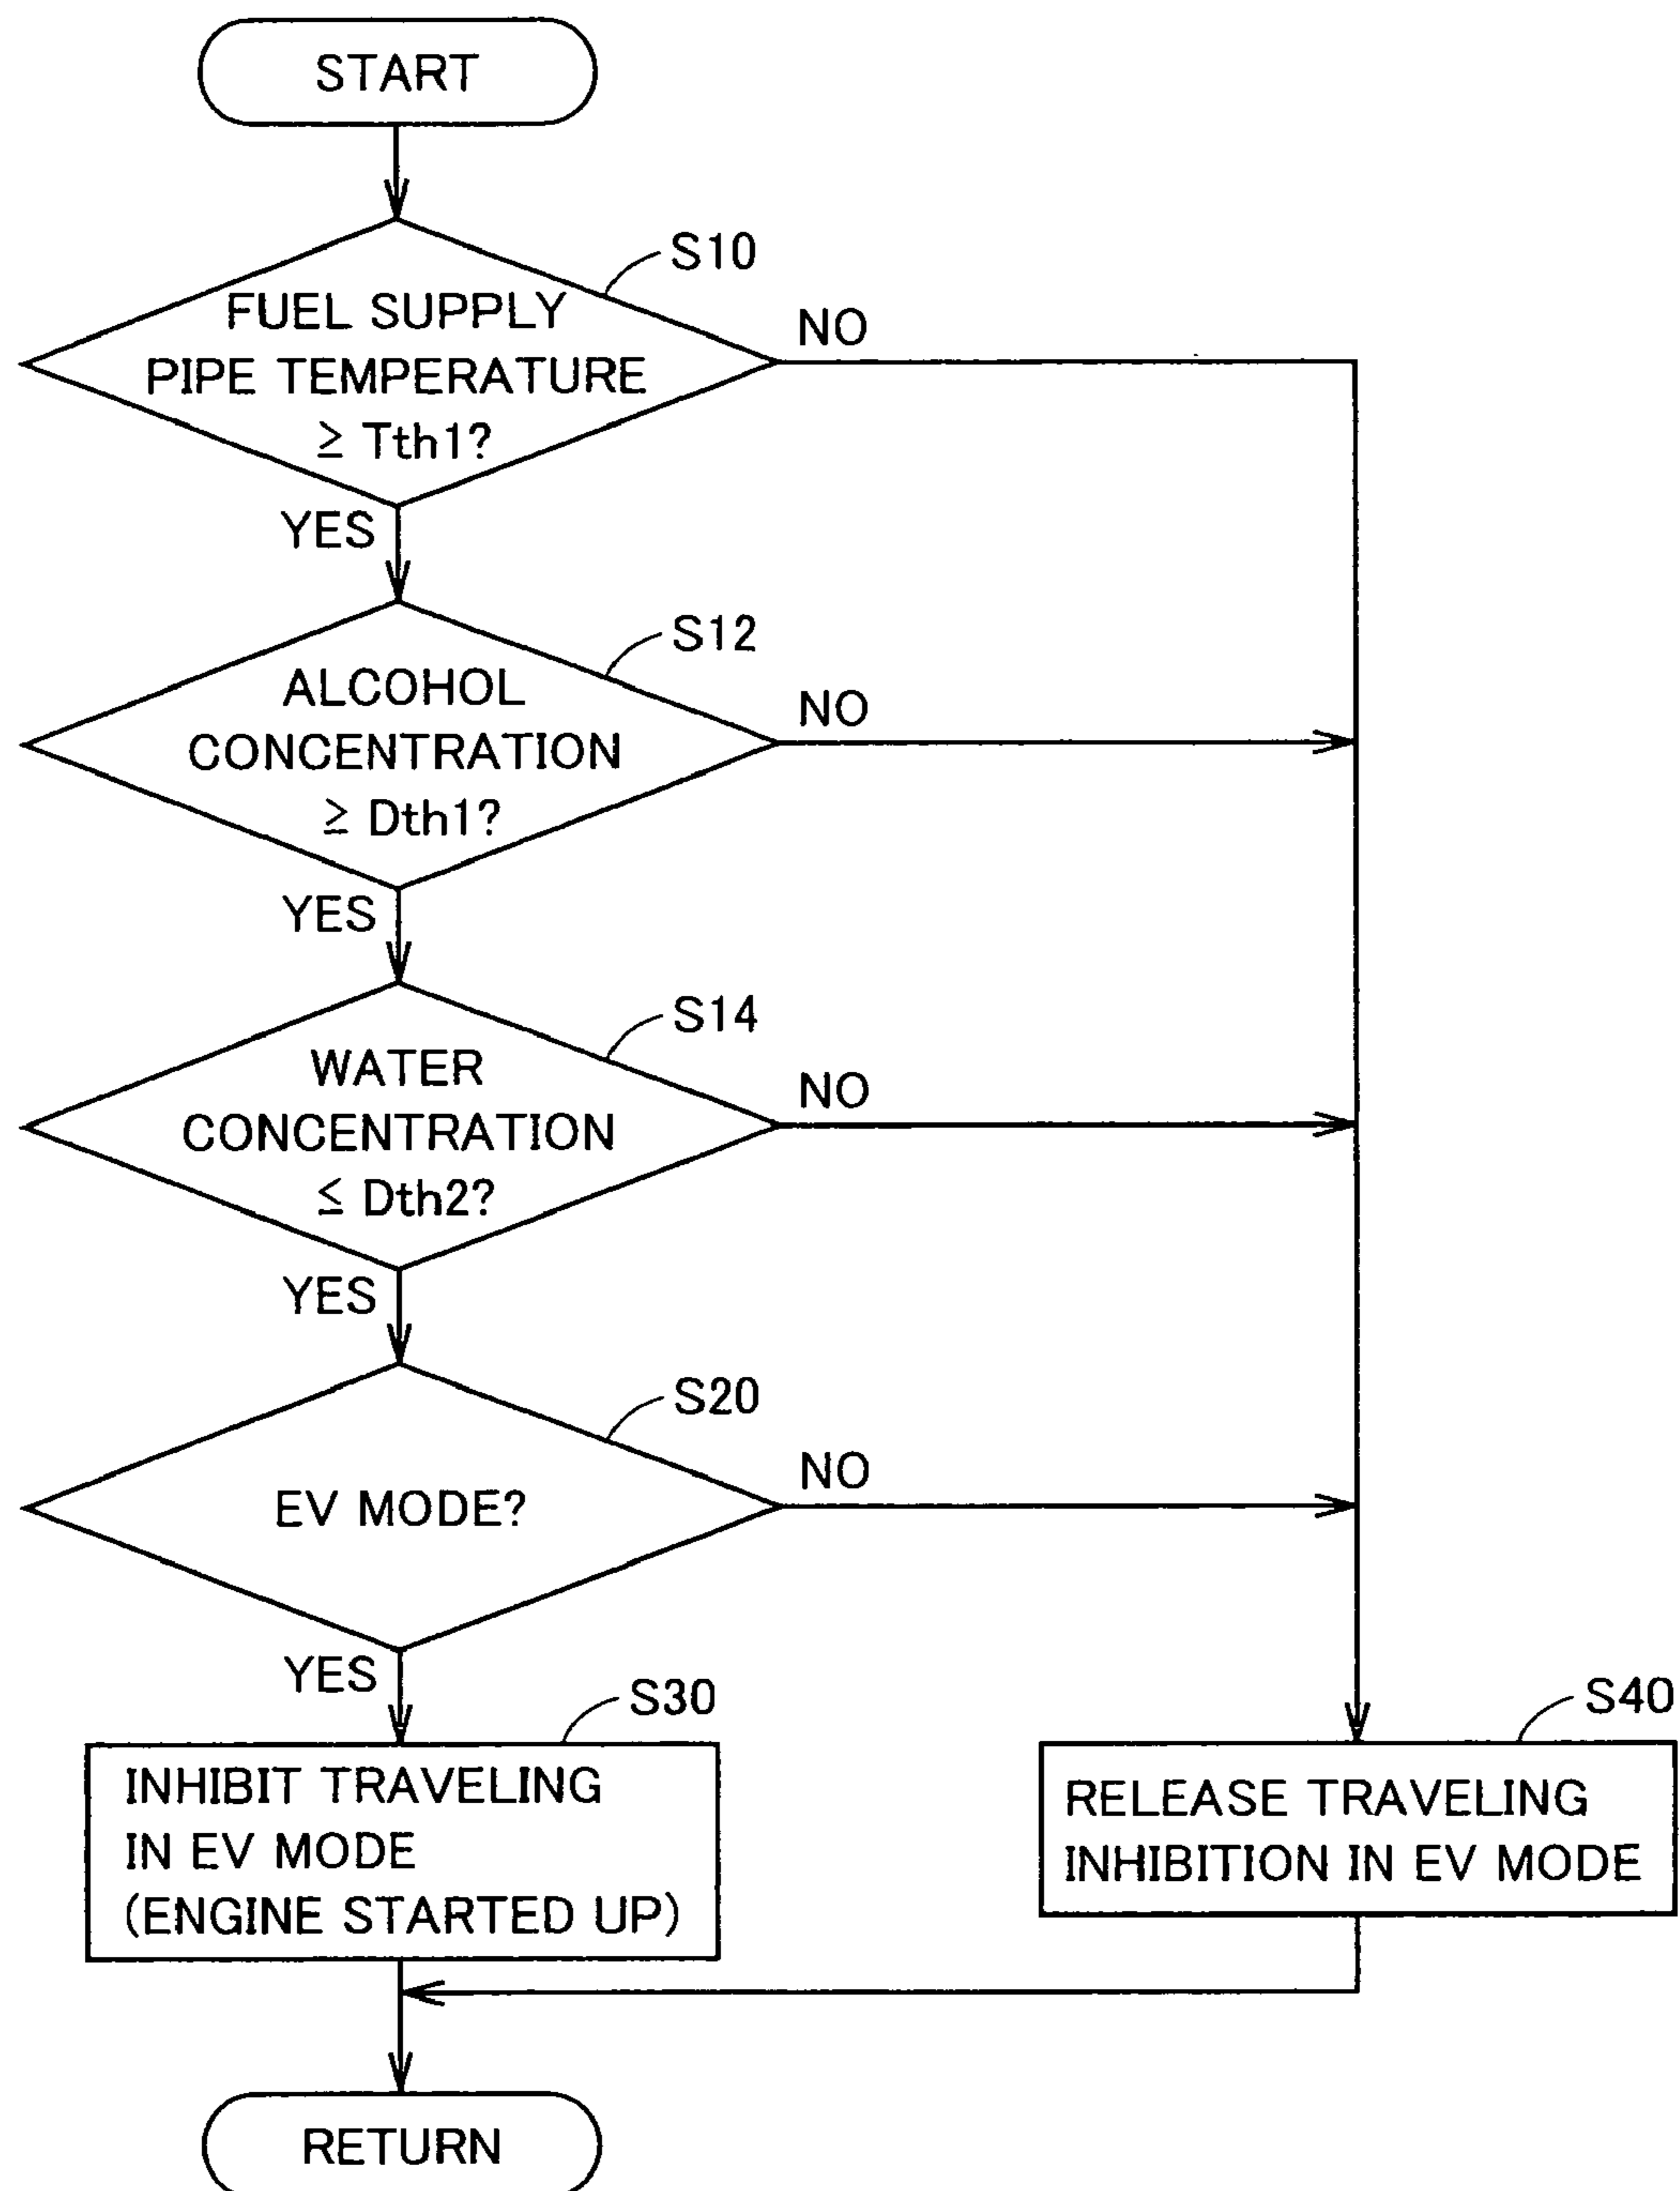 START
S10
FUEL SUPPLY
PIPE TEMPERATURE
≥ Tth1?
NO
YES
S12
ALCOHOL
CONCENTRATION
≥ Dth1?
NO
YES
S14
WATER
CONCENTRATION
≤ Dth2?
NO
YES
S20
EV MODE?
NO
YES
S30
INHIBIT TRAVELING
IN EV MODE
(ENGINE STARTED UP)
S40
RELEASE TRAVELING
INHIBITION IN EV MODE
RETURN